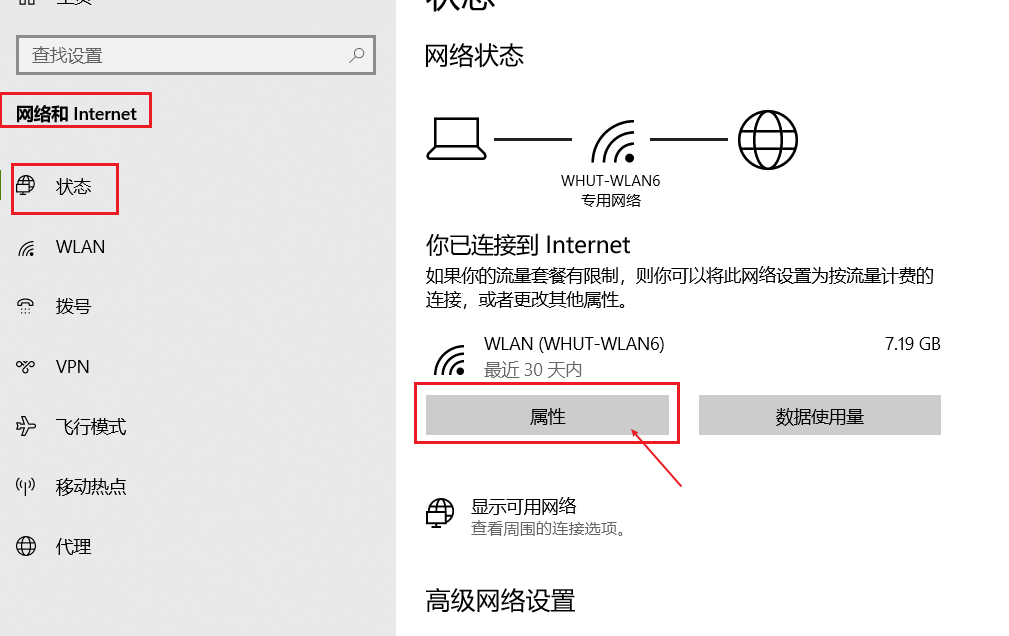 主页
查找设置
网络和 Internet
状态
WLAN
拨号
VPN
飞行模式
移动热点
代理
状态
网络状态
WHUT-WLAN6
专用网络
你已连接到 Internet
如果你的流量套餐有限制，则你可以将此网络设置为按流量计费的
连接，或者更改其他属性。
WLAN (WHUT-WLAN6)
7.19 GB
最近 30 天内
属性
数据使用量
显示可用网络
查看周围的连接选项。
高级网络设置